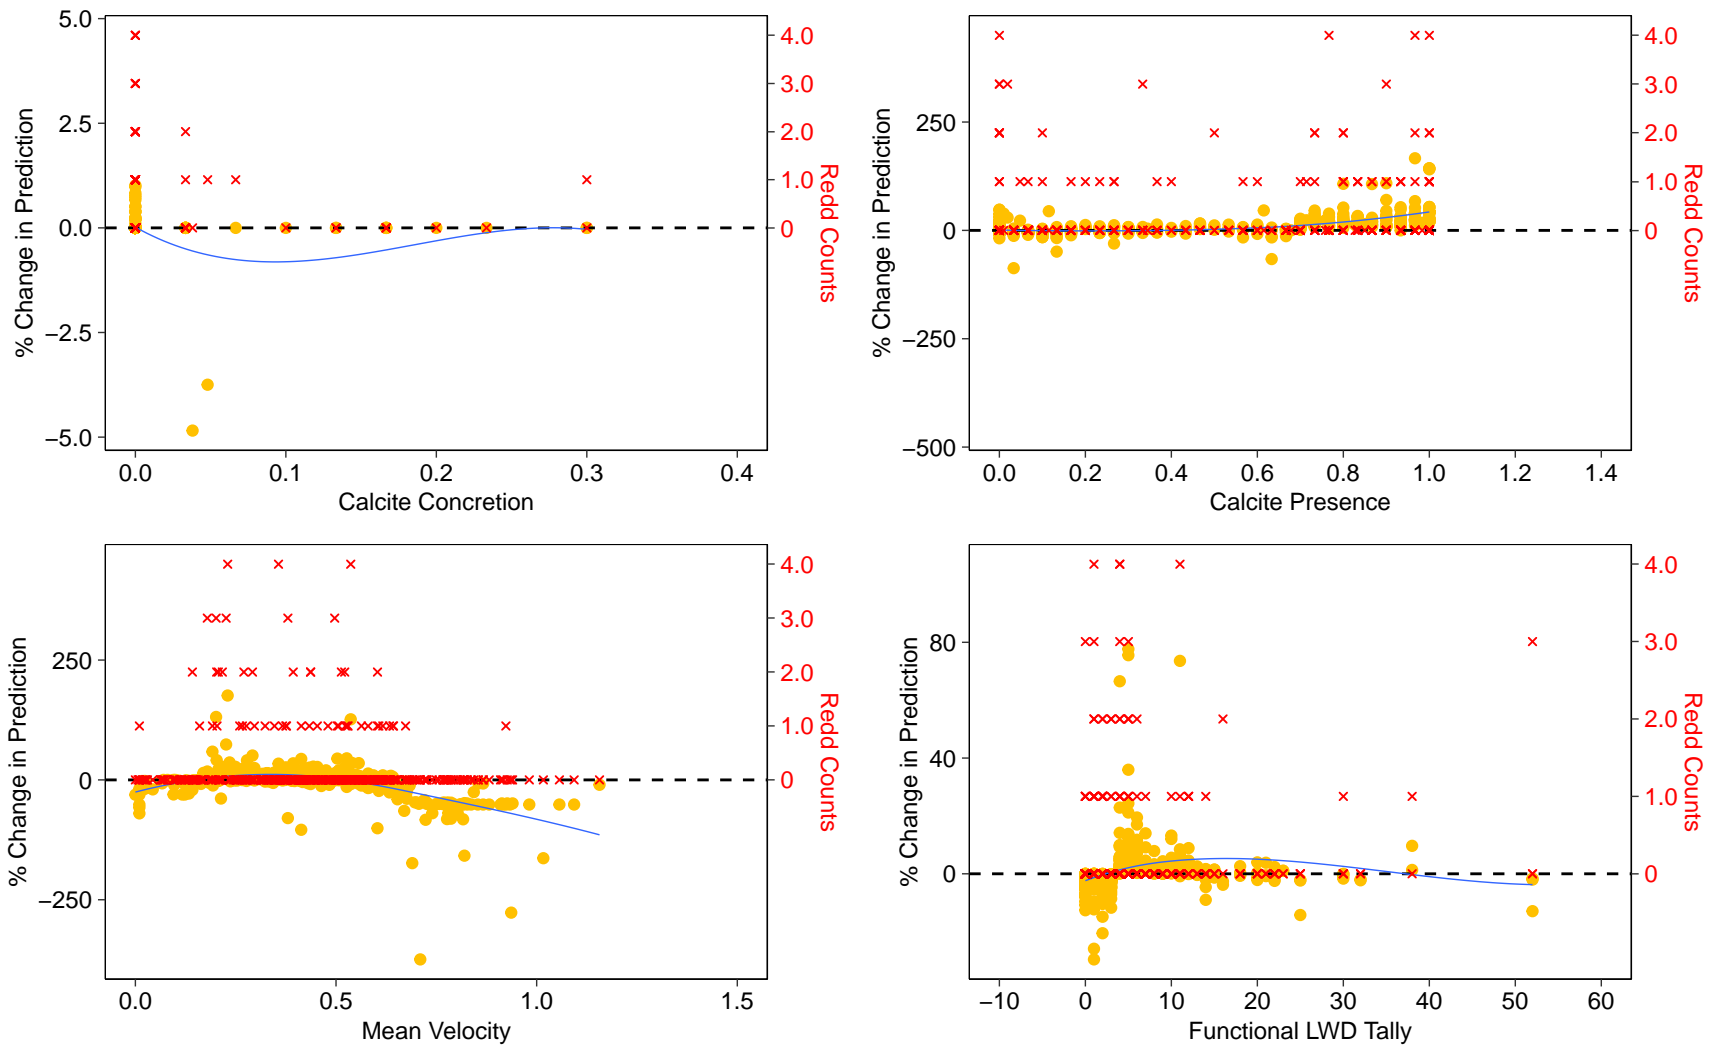 5.0
2.5
0.0
−2.5
−5.0
% Change in Prediction
4.0
3.0
2.0
1.0
0
Redd Counts
0.0 0.1 0.2 0.3 0.4
Calcite Concretion
250
0
−250
−500
% Change in Prediction
4.0
3.0
2.0
1.0
0
Redd Counts
0.0 0.2 0.4 0.6 0.8 1.0 1.2 1.4
Calcite Presence
250
0
−250
% Change in Prediction
4.0
3.0
2.0
1.0
0
Redd Counts
0.0 0.5 1.0 1.5
Mean Velocity
80
40
0
% Change in Prediction
4.0
3.0
2.0
1.0
0
Redd Counts
−10 0 10 20 30 40 50 60
Functional LWD Tally